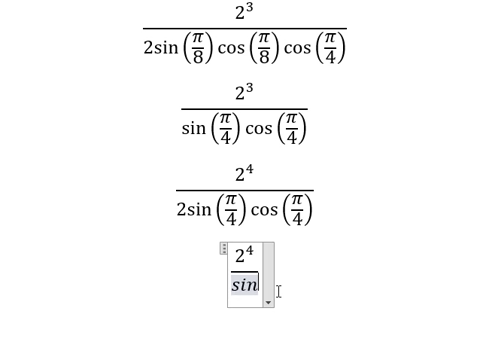 2³
2sin (π/8) cos (π/8) cos (π/4)
2³
sin (π/4) cos (π/4)
2⁴
2sin (π/4) cos (π/4)
2⁴
sin